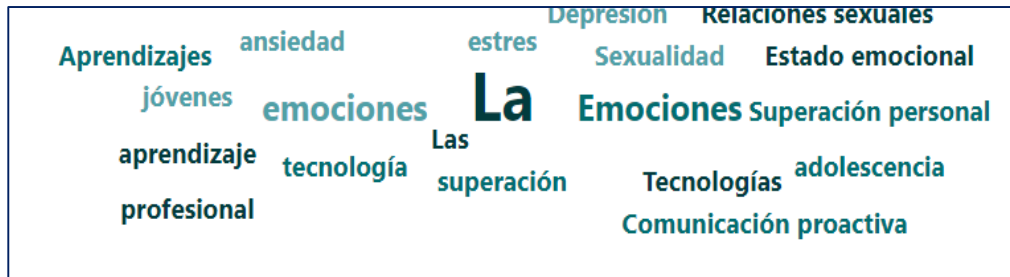 Depresión Relaciones sexuales
Aprendizajes ansiedad estres Sexualidad Estado emocional
jóvenes emociones La Emociones Superación personal
Las
aprendizaje tecnología superación Tecnologías adolescencia
profesional Comunicación proactiva